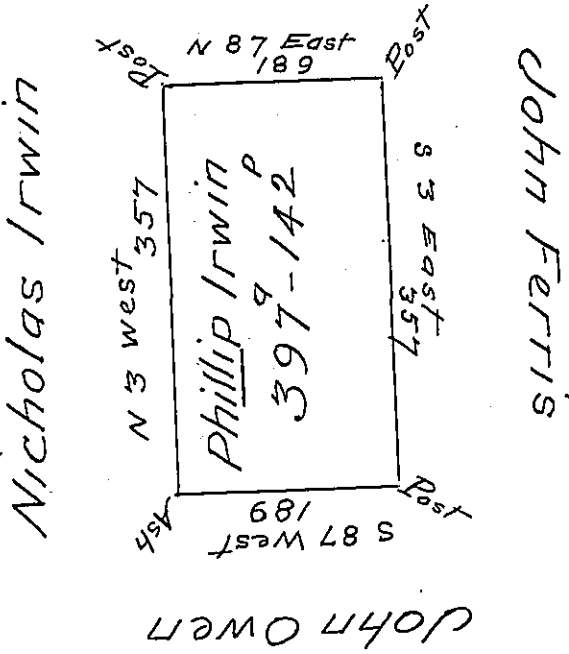 N 87 East
189
Post
Post
John Ferris
S 3 East
357
Post
S 87 West
189
Ash
John Owen
N 3 west
357
Nicholas Irwin
Phillip Irwin
397 a - 142 P